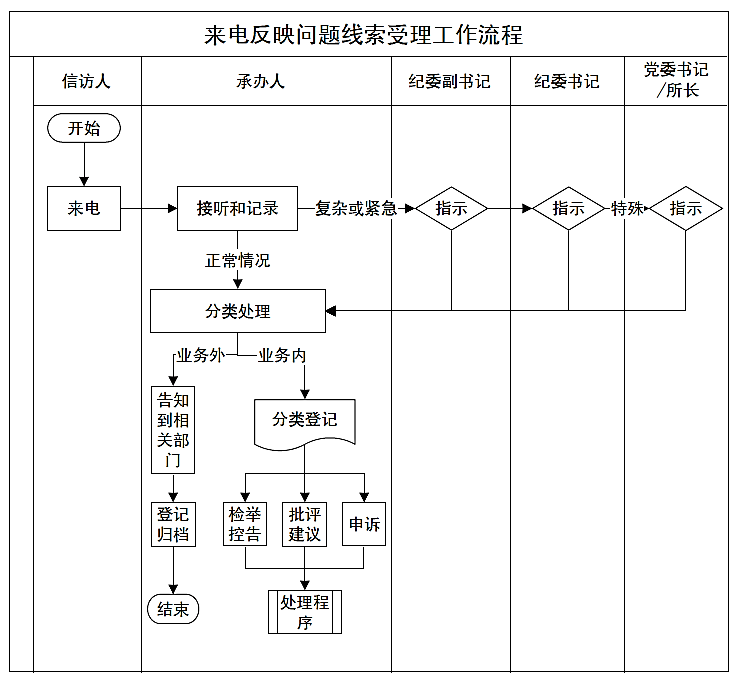 来电反映问题线索受理工作流程
信访人
承办人
纪委副书记
纪委书记
党委书记
/所长
开始
来电
接听和记录
复杂或紧急
指示
指示
特殊
指示
正常情况
分类处理
业务外
业务内
告知
到相
关部
门
分类登记
登记
归档
检举
控告
批评
建议
申诉
结束
处理程
序